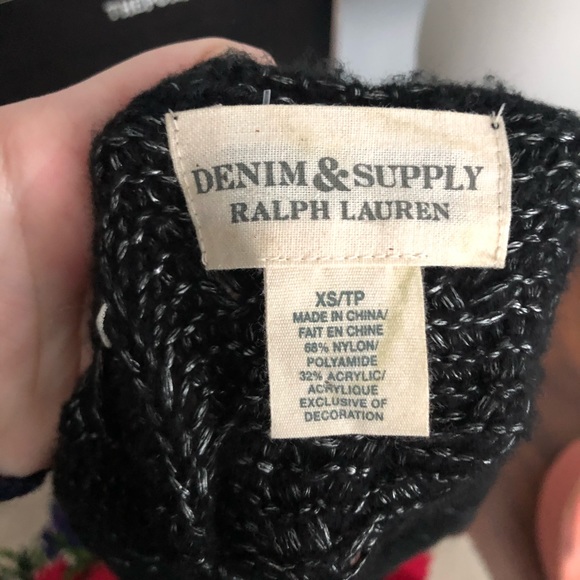 DENIM & SUPPLY
RALPH LAUREN
XS/TP
MADE IN CHINA/
FAIT EN CHINE
68% NYLON/
POLYAMIDE
32% ACRYLIC/
ACRYLIQUE
EXCLUSIVE OF
DECORATION